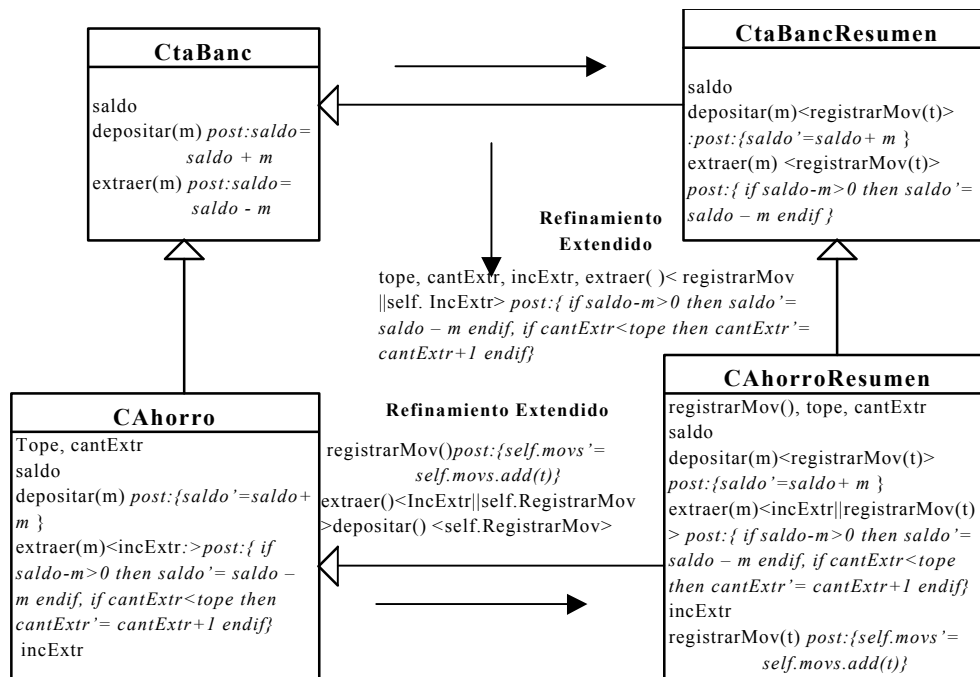 CtaBanc
saldo
depositar(m) post:saldo=
saldo + m
extraer(m) post:saldo=
saldo - m
CtaBancResumen
saldo
depositar(m)<registrarMov(t)>
:post:{saldo’=saldo+ m }
extraer(m) <registrarMov(t)>
post:{ if saldo-m>0 then saldo’=
saldo – m endif }
Refinamiento
Extendido
tope, cantExtr, incExtr, extraer( )< registrarMov
||self. IncExtr> post:{ if saldo-m>0 then saldo’=
saldo – m endif, if cantExtr<tope then cantExtr’=
cantExtr+1 endif}
CAhorro
Tope, cantExtr
saldo
depositar(m) post:{saldo’=saldo+
m }
extraer(m)<incExtr:>post:{ if
saldo-m>0 then saldo’= saldo –
m endif, if cantExtr<tope then
cantExtr’= cantExtr+1 endif}
incExtr
Refinamiento Extendido
registrarMov()post:{self.movs’=
self.movs.add(t)}
extraer()<IncExtr||self.RegistrarMov
>depositar() <self.RegistrarMov>
CAhorroResumen
registrarMov(), tope, cantExtr
saldo
depositar(m)<registrarMov(t)>
post:{saldo’=saldo+ m }
extraer(m)<incExtr||registrarMov(t)
> post:{ if saldo-m>0 then saldo’=
saldo – m endif, if cantExtr<tope
then cantExtr’= cantExtr+1 endif}
incExtr
registrarMov(t) post:{self.movs’=
self.movs.add(t)}